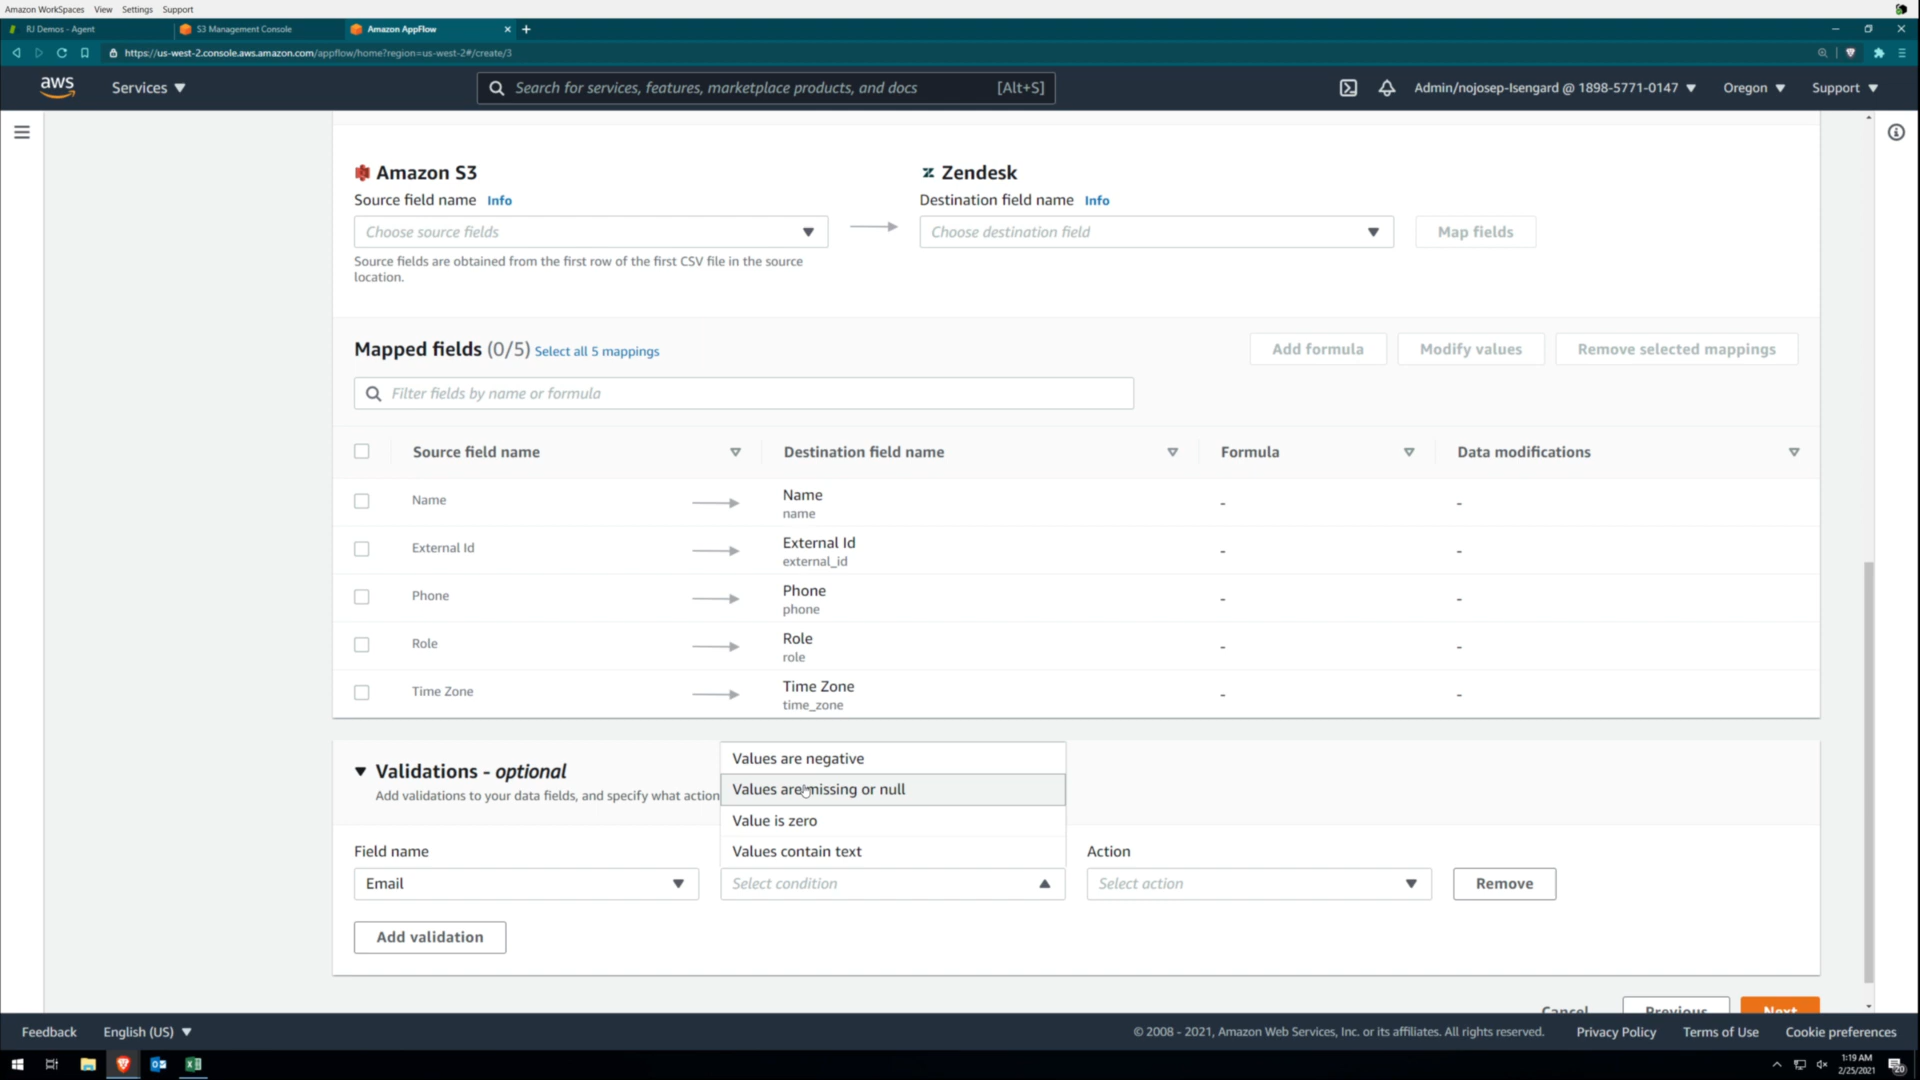 Amazon WorkSpaces View Settings Support
RJ Demos - Agent
S3 Management Console
Amazon AppFlow
https://us-west-2.console.aws.amazon.com/appflow/home?region=us-west-2#/create/3
aws
Services
Search for services, features, marketplace products, and docs
[Alt+S]
Admin/nojosep-Isengard @ 1898-5771-0147
Oregon
Support
Amazon S3
Zendesk
Source field name Info
Destination field name Info
Choose source fields
Choose destination field
Map fields
Source fields are obtained from the first row of the first CSV file in the source
location.
Mapped fields (0/5) Select all 5 mappings
Add formula
Modify values
Remove selected mappings
Filter fields by name or formula
Source field name
Destination field name
Formula
Data modifications
Name
Name
name
-
-
External Id
External Id
external_id
-
-
Phone
Phone
phone
-
-
Role
Role
role
-
-
Time Zone
Time Zone
time_zone
-
-
Validations - optional
Add validations to your data fields, and specify what action
Values are negative
Values are missing or null
Value is zero
Values contain text
Field name
Action
Email
Select condition
Select action
Remove
Add validation
Cancel
Previous
Next
Feedback
English (US)
© 2008 - 2021, Amazon Web Services, Inc. or its affiliates. All rights reserved.
Privacy Policy
Terms of Use
Cookie preferences
1:19 AM
2/25/2021
20